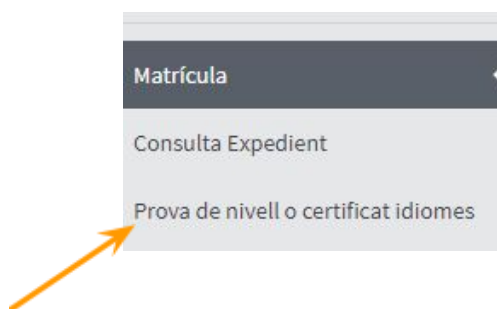 Matrícula
Consulta Expedient
Prova de nivell o certificat idiomes